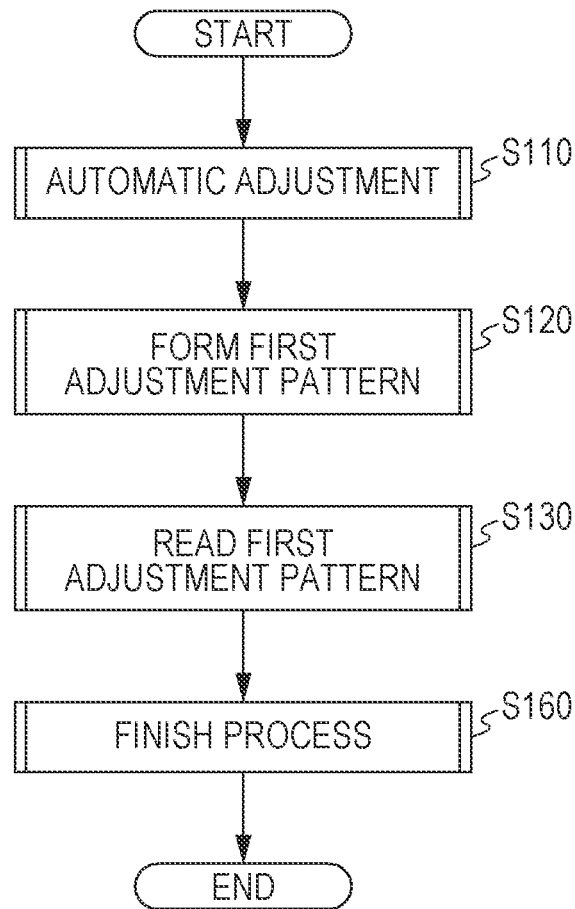 START
AUTOMATIC ADJUSTMENT
S110
FORM FIRST
ADJUSTMENT PATTERN
S120
READ FIRST
ADJUSTMENT PATTERN
S130
FINISH PROCESS
S160
END